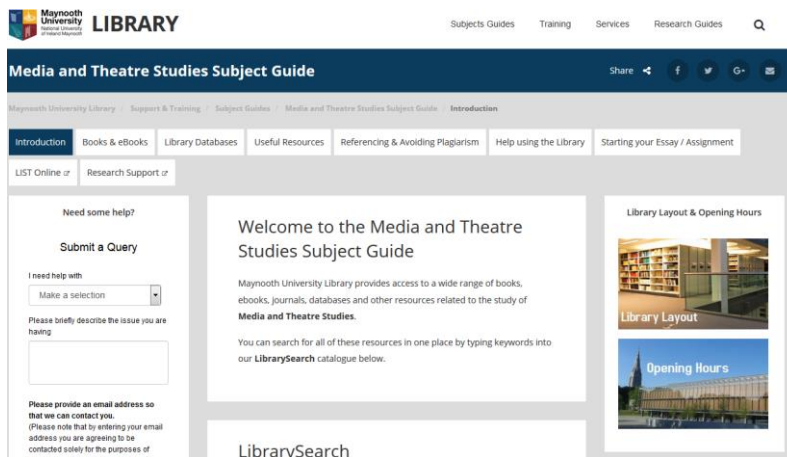 Maynooth
University
National University
of Ireland Maynooth
LIBRARY
Subjects Guides
Training
Services
Research Guides
Media and Theatre Studies Subject Guide
Share
f
G+
Maynooth University Library / Support & Training / Subject Guides / Media and Theatre Studies Subject Guide / Introduction
Introduction
Books & eBooks
Library Databases
Useful Resources
Referencing & Avoiding Plagiarism
Help using the Library
Starting your Essay / Assignment
LIST Online
Research Support
Need some help?
Submit a Query
I need help with
Make a selection
Please briefly describe the issue you are
having
Please provide an email address so
that we can contact you.
(Please note that by entering your email
address you are agreeing to be
contacted solely for the purposes of
Welcome to the Media and Theatre
Studies Subject Guide
Maynooth University Library provides access to a wide range of books,
ebooks, journals, databases and other resources related to the study of
Media and Theatre Studies.
You can search for all of these resources in one place by typing keywords into
our LibrarySearch catalogue below.
LibrarySearch
Library Layout & Opening Hours
Library Layout
Opening Hours